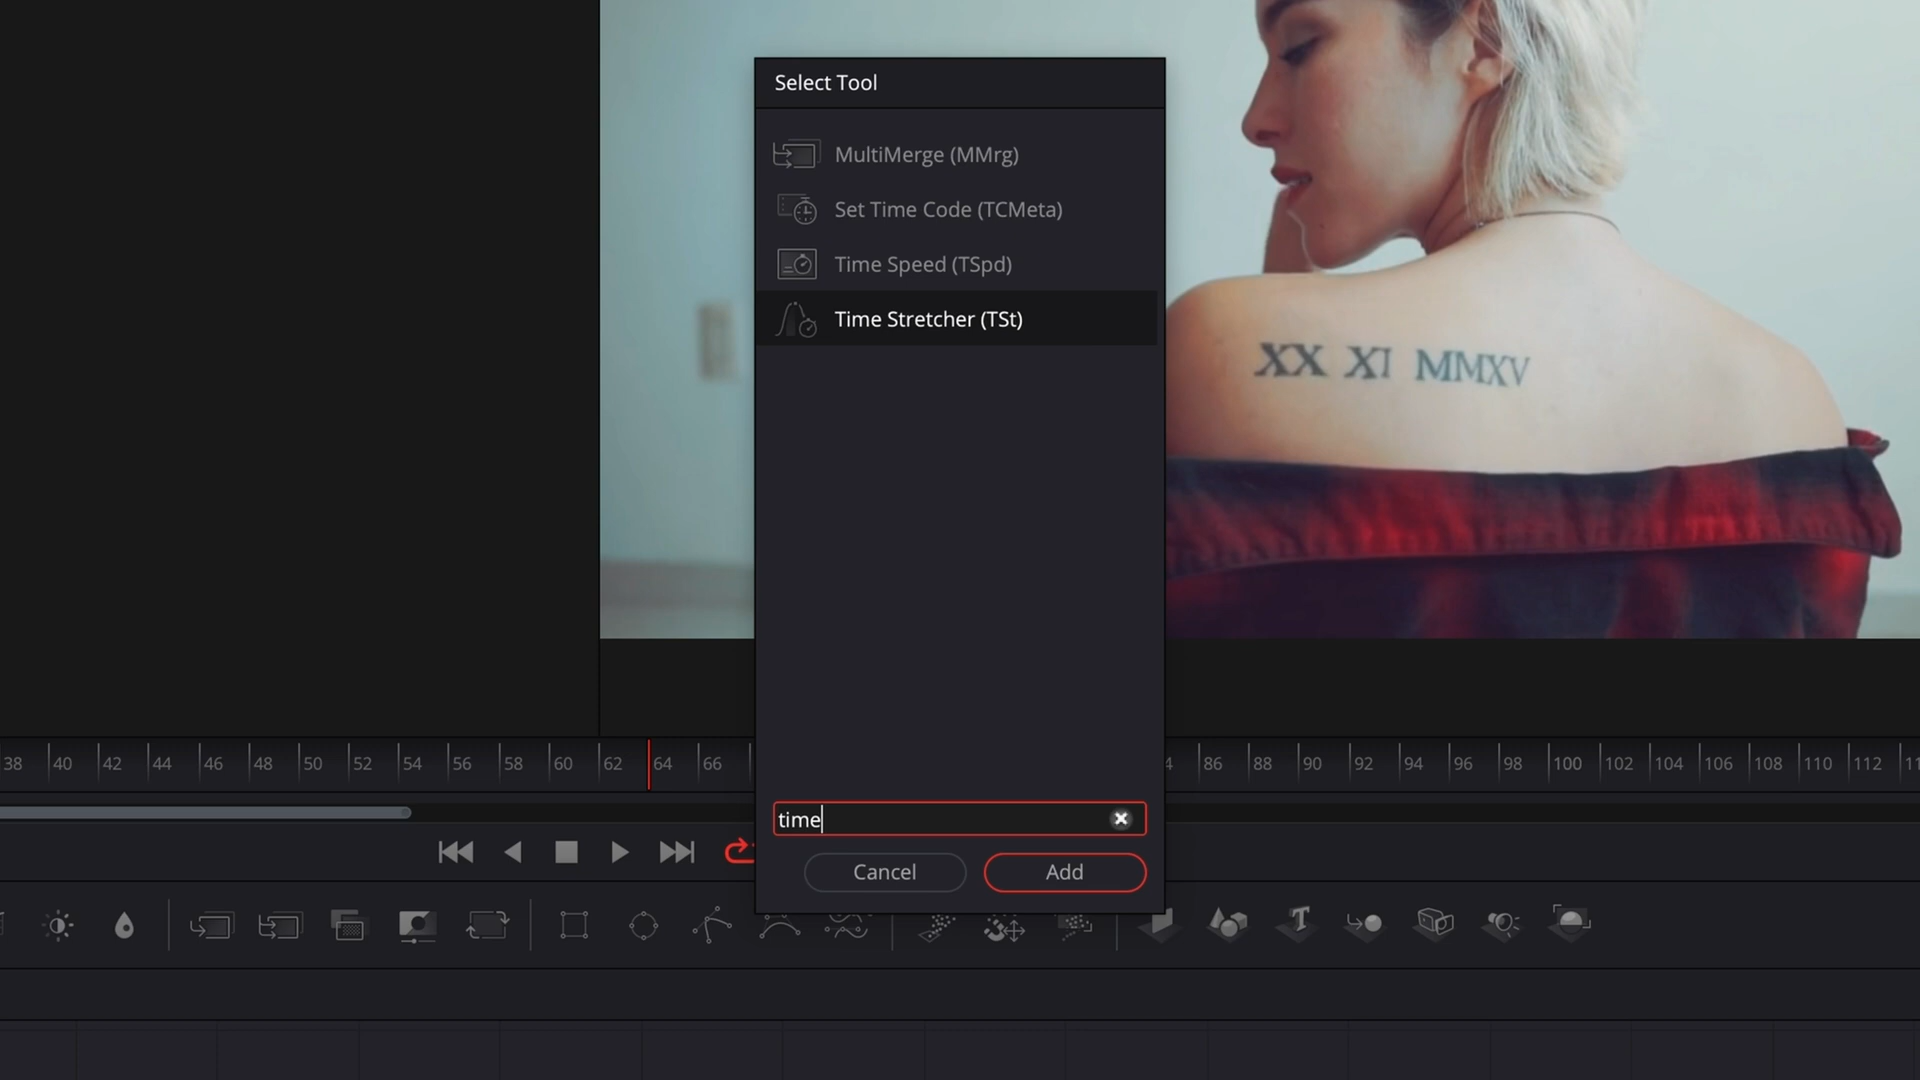 Select Tool
MultiMerge (MMrg)
Set Time Code (TCMeta)
Time Speed (TSpd)
Time Stretcher (TSt)
XX XI MMXV
38 40 42 44 46 48 50 52 54 56 58 60 62 64 66 4 86 88 90 92 94 96 98 100 102 104 106 108 110 112 11
time
Cancel Add